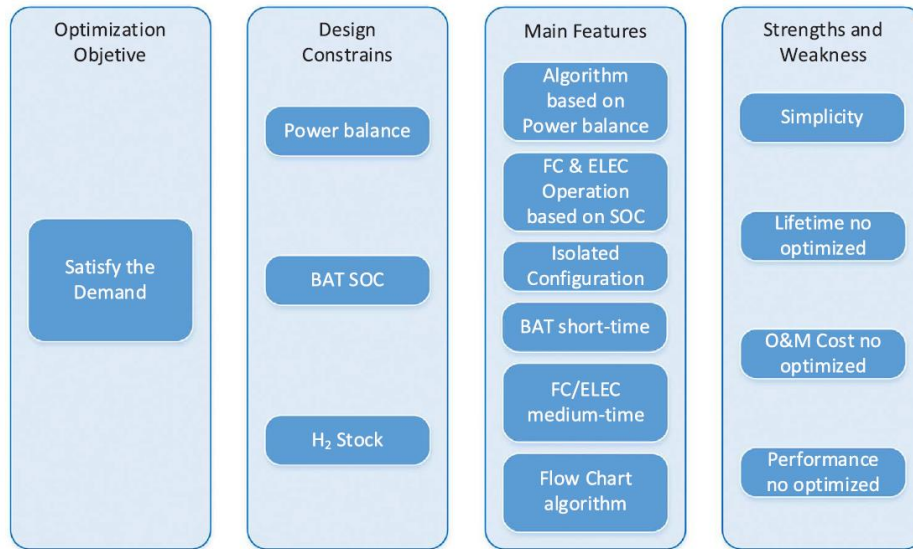 Optimization
Objetive
Satisfy the
Demand
Design
Constrains
Power balance
BAT SOC
H₂ Stock
Main Features
Algorithm
based on
Power balance
FC & ELEC
Operation
based on SOC
Isolated
Configuration
BAT short-time
FC/ELEC
medium-time
Flow Chart
algorithm
Strengths and
Weakness
Simplicity
Lifetime no
optimized
O&M Cost no
optimized
Performance
no optimized